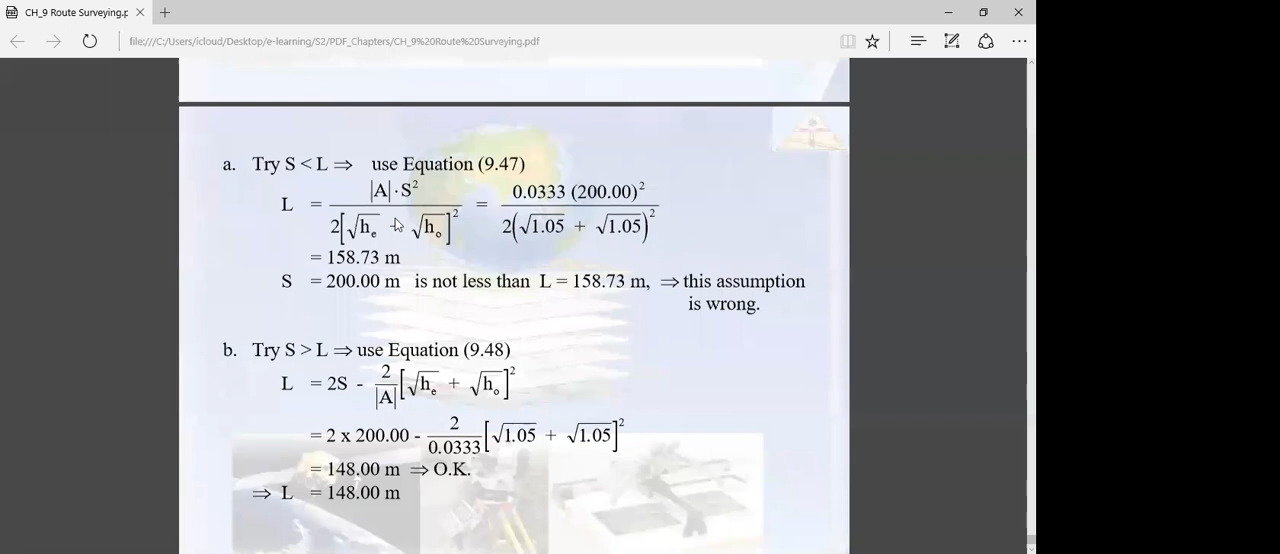 CH_9 Route Surveying.p
file:///C:/Users/icloud/Desktop/e-learning/S2/PDF_Chapters/CH_9%20Route%20Surveying.pdf
a. Try S < L ⇒ use Equation (9.47)
L = |A|·S² / 2[√hₑ + √hₒ]² = 0.0333 (200.00)² / 2(√1.05 + √1.05)²
= 158.73 m
S = 200.00 m is not less than L = 158.73 m, ⇒ this assumption
is wrong.
b. Try S > L ⇒ use Equation (9.48)
L = 2S - 2/|A| [√hₑ + √hₒ]²
= 2 x 200.00 - 2/0.0333 [√1.05 + √1.05]²
= 148.00 m ⇒ O.K.
⇒ L = 148.00 m